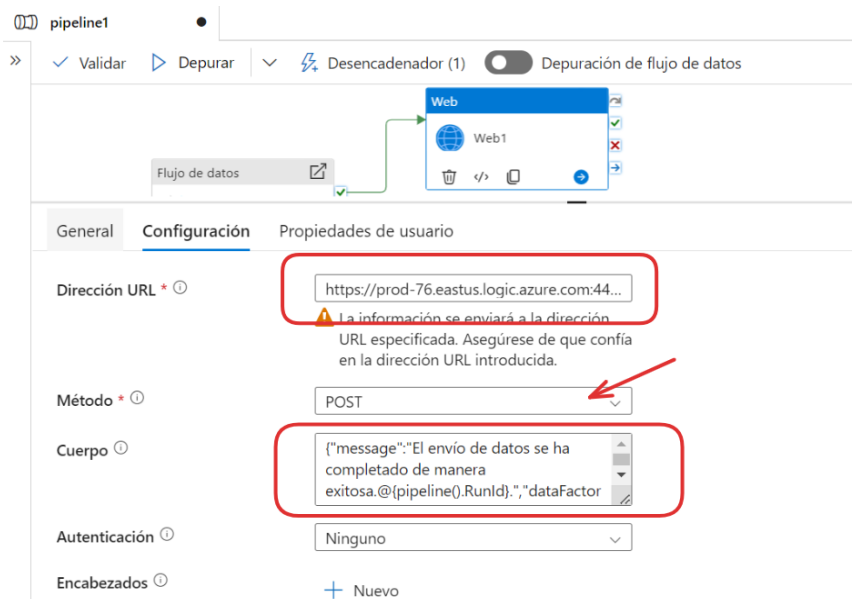 pipeline1
Validar
Depurar
Desencadenador (1)
Depuración de flujo de datos
Web
Web1
Flujo de datos
General
Configuración
Propiedades de usuario
Dirección URL *
https://prod-76.eastus.logic.azure.com:44...
La información se enviará a la dirección
URL especificada. Asegúrese de que confía
en la dirección URL introducida.
Método *
POST
Cuerpo
{"message":"El envío de datos se ha
completado de manera
exitosa.@{pipeline().RunId}.","dataFactor
Autenticación
Ninguno
Encabezados
Nuevo